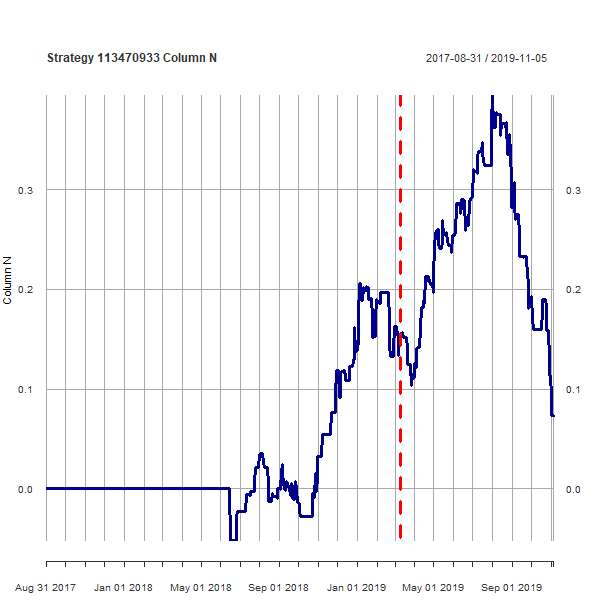 Strategy 113470933 Column N
2017-08-31 / 2019-11-05
Column N
0.3
0.3
0.2
0.2
0.1
0.1
0.0
0.0
Aug 31 2017
Jan 01 2018
May 01 2018
Sep 01 2018
Jan 01 2019
May 01 2019
Sep 01 2019